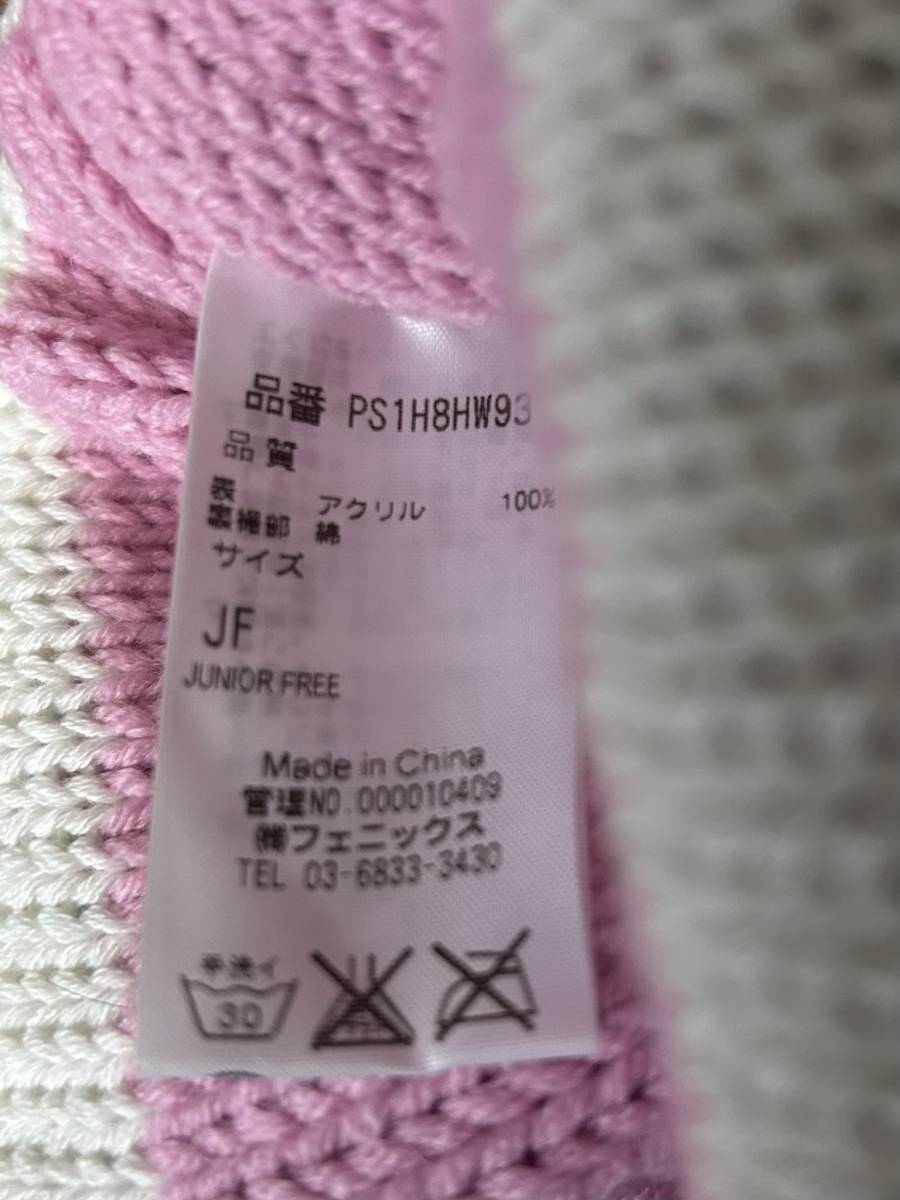 品番 PS1H8HW93
品質
表 アクリル 100%
裏補部 綿
サイズ
JF
JUNIOR FREE
Made in China
管理NO.000010409
㈱フェニックス
TEL 03-6833-3430
手洗イ
30